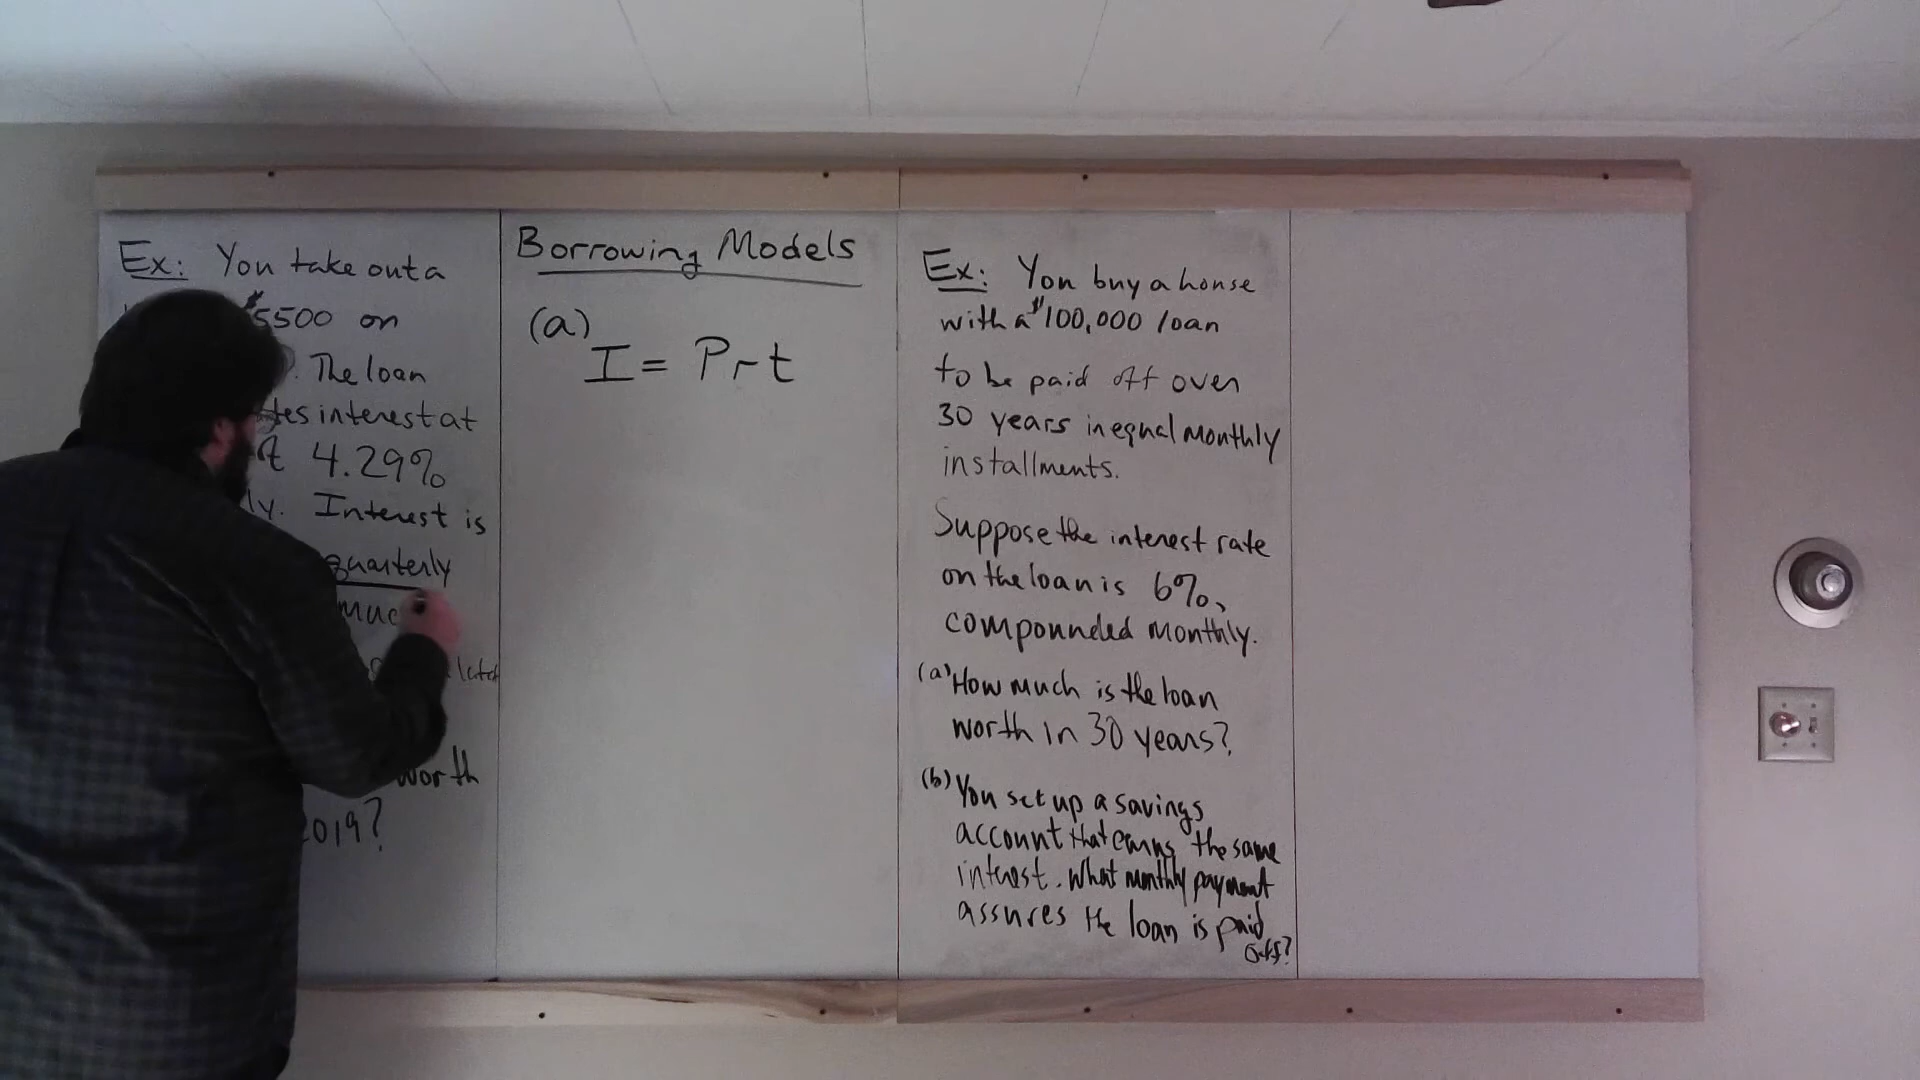 Ex: You take out a
$5500 on
The loan
interest at
4.29%
ly. Interest is
quarterly
muc
worth
2019?
Borrowing Models
(a)
I = Prt
Ex: You buy a house
with a $100,000 loan
to be paid off over
30 years in equal monthly
installments.
Suppose the interest rate
on the loan is 6%,
compounded monthly.
(a) How much is the loan
worth in 30 years?
(b) You set up a savings
account that earns the same
interest. What monthly payment
assures the loan is paid
off?